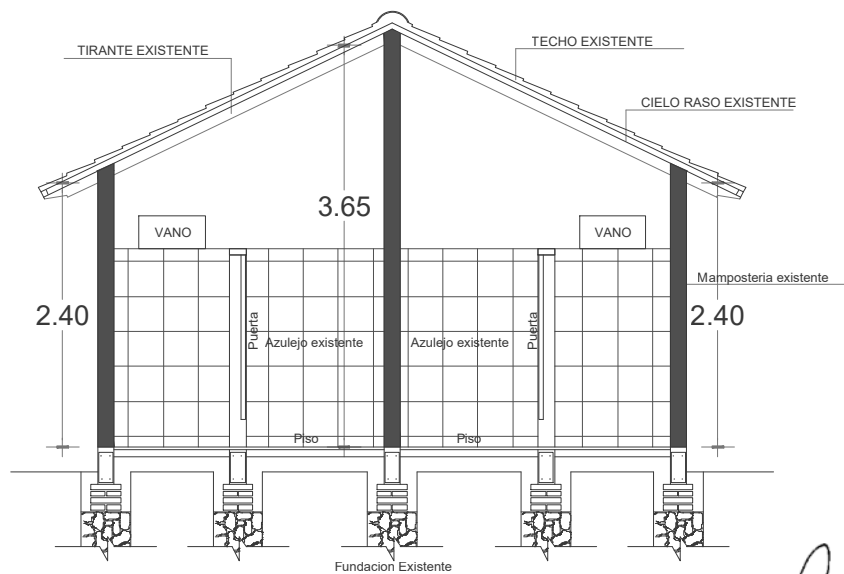 TIRANTE EXISTENTE
TECHO EXISTENTE
CIELO RASO EXISTENTE
3.65
VANO
VANO
Mamposteria existente
2.40
2.40
Puerta
Azulejo existente
Azulejo existente
Puerta
Piso
Piso
Fundacion Existente